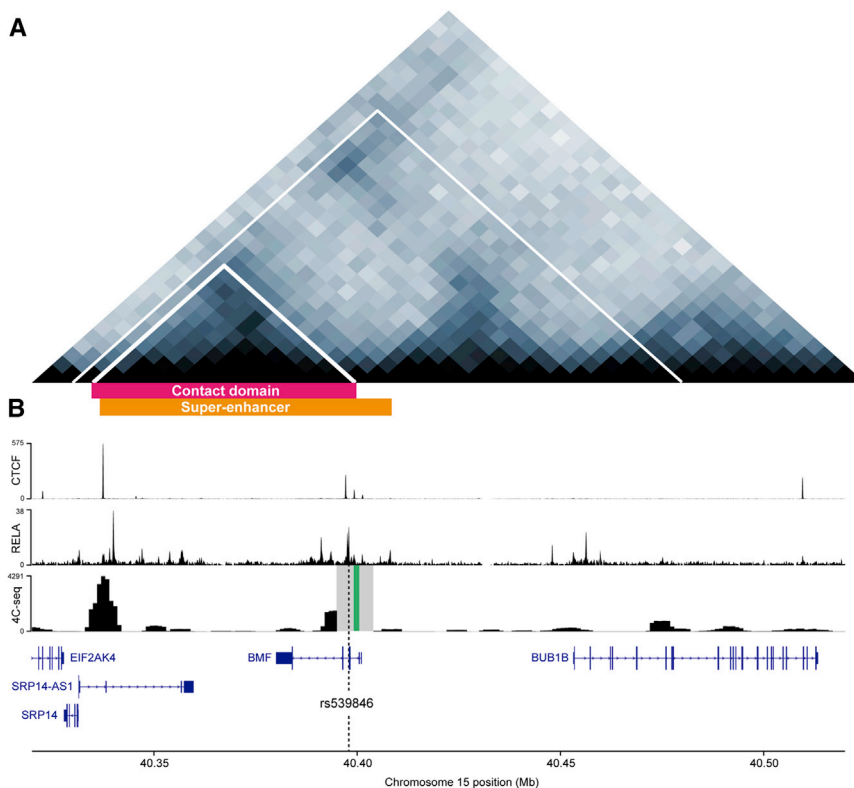 A
Contact domain
Super-enhancer
B
575
CTCF
0
38
RELA
0
4291
4C-seq
0
EIF2AK4 BMF BUB1B
SRP14-AS1
rs539846
SRP14
40.35 40.40 40.45 40.50
Chromosome 15 position (Mb)